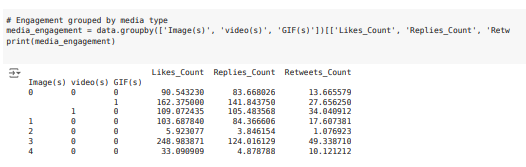 # Engagement grouped by media type
media_engagement = data.groupby(['Image(s)', 'video(s)', 'GIF(s)'])[['Likes_Count', 'Replies_Count', 'Retw
print(media_engagement)
Likes_Count Replies_Count Retweets_Count
Image(s) video(s) GIF(s)
0 0 0 90.543230 83.668026 13.665579
1 162.375000 141.843750 27.656250
1 0 109.072435 105.483568 34.040912
1 0 0 103.687840 84.366606 17.607381
2 0 0 5.923077 3.846154 1.076923
3 0 0 248.983871 124.016129 49.338710
4 0 0 33.090909 4.878788 10.121212